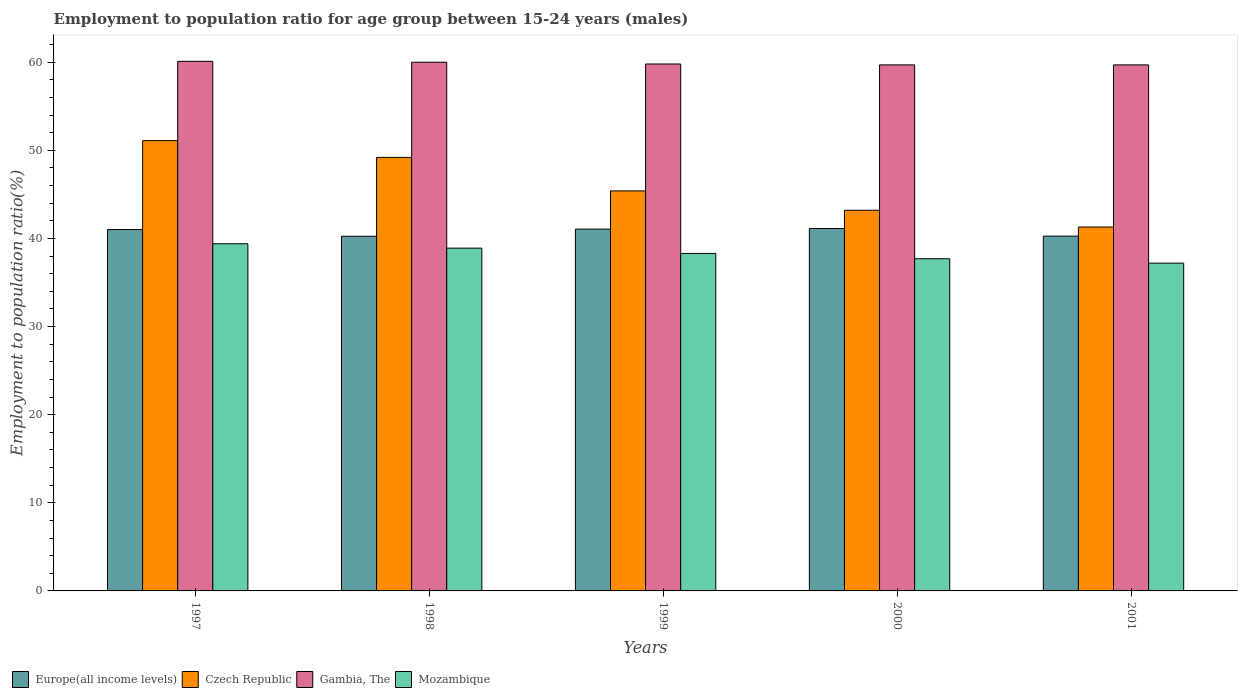 Employment to population ratio for age group between 15-24 years (males)
Employment to population ratio(%)
60
50
40
30
20
10
0
1997
1998
1999
2000
2001
Years
Europe(all income levels)
Czech Republic
Gambia, The
Mozambique